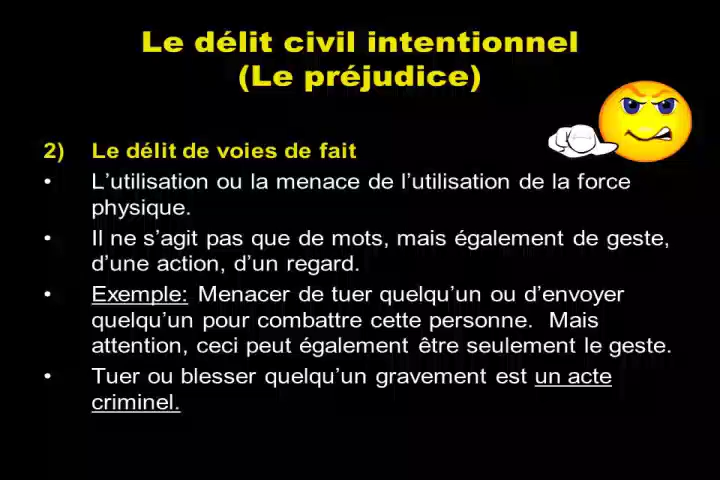 Le délit civil intentionnel
(Le préjudice)
2) Le délit de voies de fait
• L’utilisation ou la menace de l’utilisation de la force
physique.
• Il ne s’agit pas que de mots, mais également de geste,
d’une action, d’un regard.
• Exemple: Menacer de tuer quelqu’un ou d’envoyer
quelqu’un pour combattre cette personne.  Mais
attention, ceci peut également être seulement le geste.
• Tuer ou blesser quelqu’un gravement est un acte
criminel.